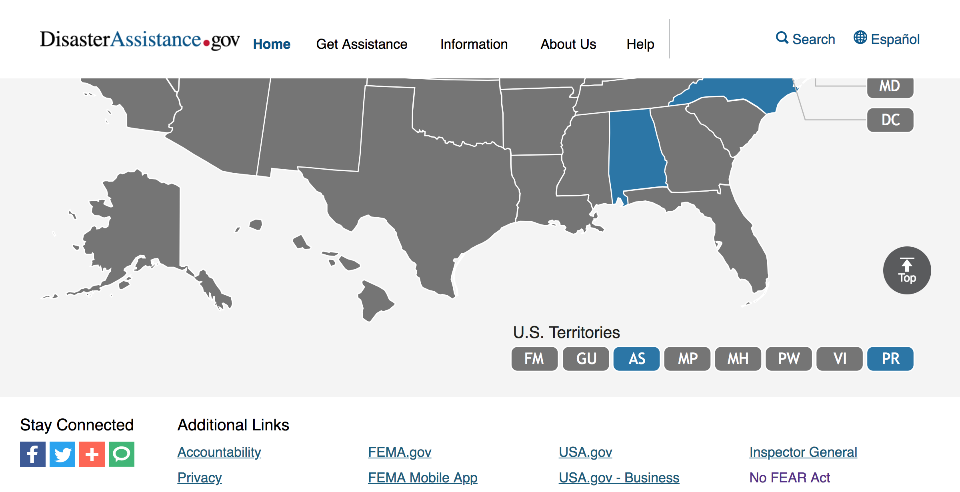 DisasterAssistance.gov Home Get Assistance Information About Us Help Search Español
MD
DC
Top
U.S. Territories
FM GU AS MP MH PW VI PR
Stay Connected Additional Links
Accountability FEMA.gov USA.gov Inspector General
Privacy FEMA Mobile App USA.gov - Business No FEAR Act